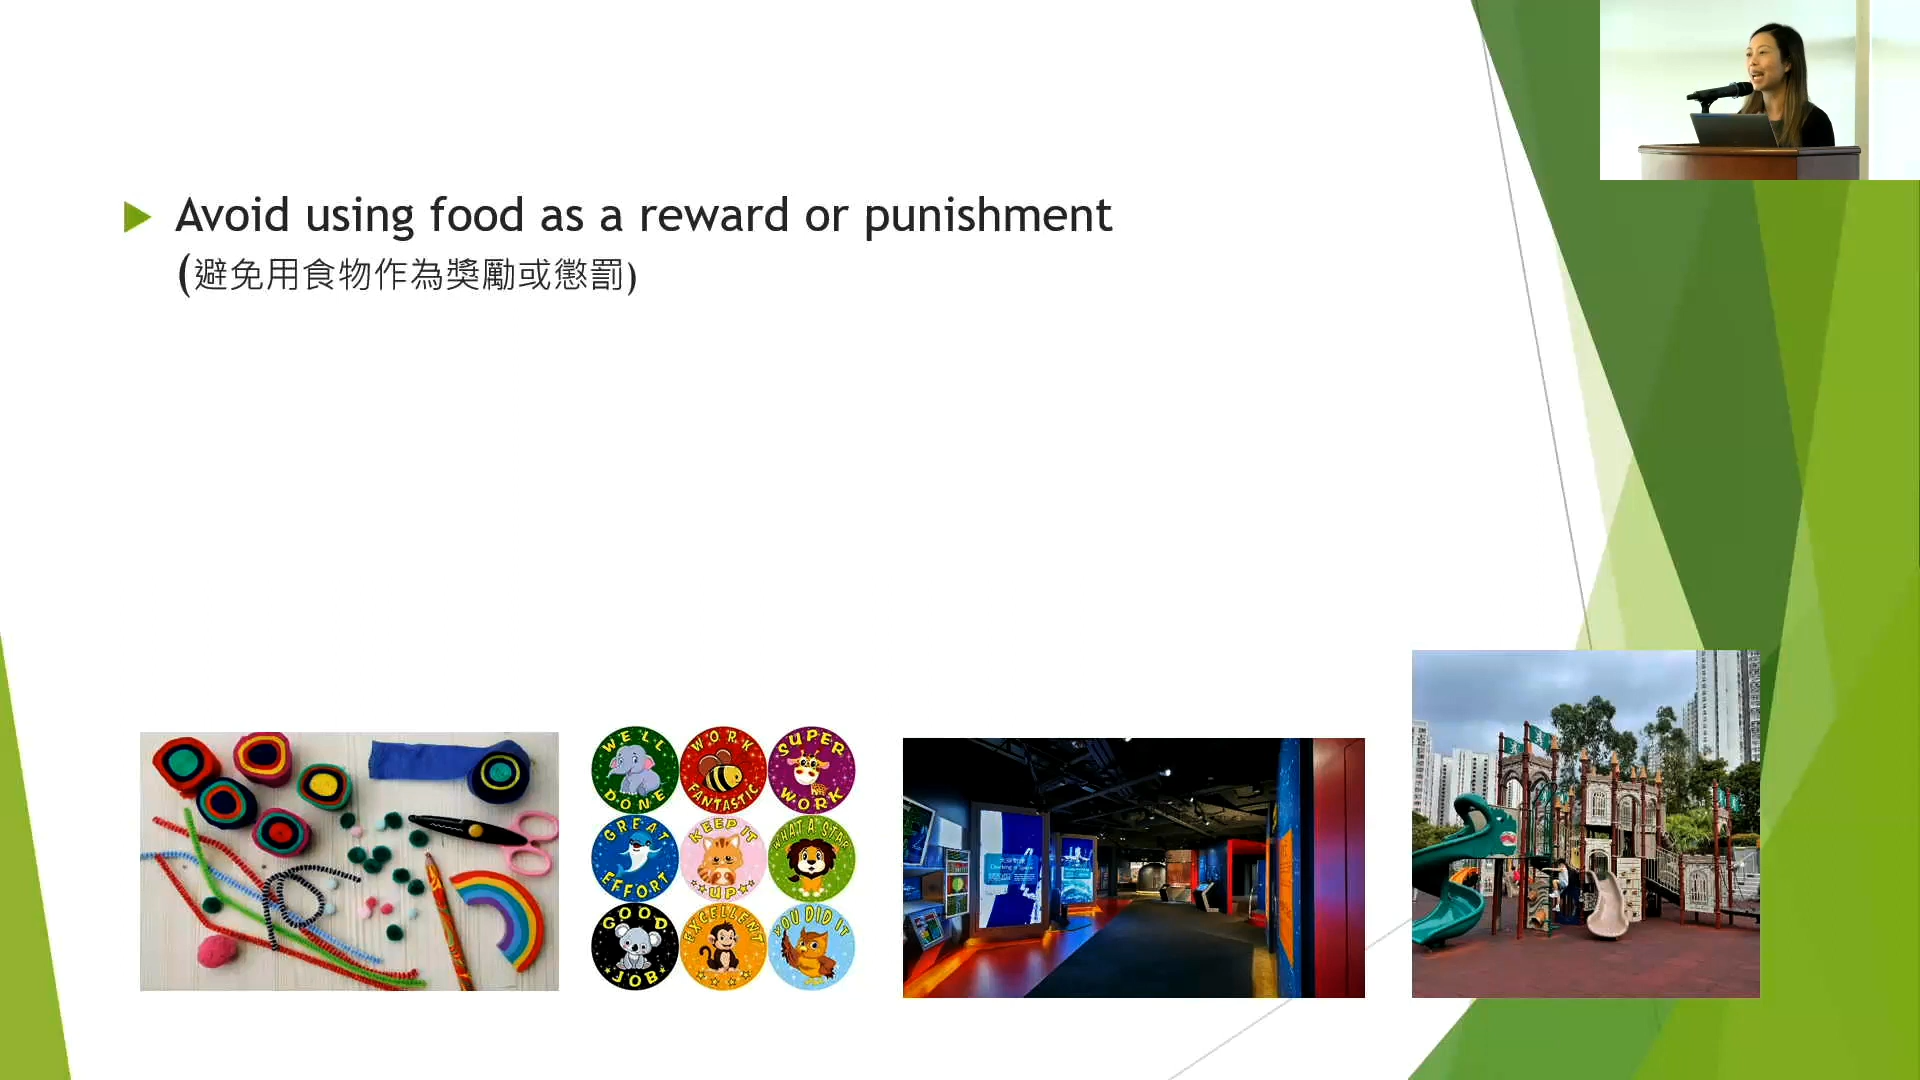 Avoid using food as a reward or punishment
(避免用食物作為獎勵或懲罰)
WELL DONE
WORK FANTASTIC
SUPER WORK
GREAT EFFORT
KEEP IT UP
WHAT A STAR
GOOD JOB
EXCELLENT
YOU DID IT